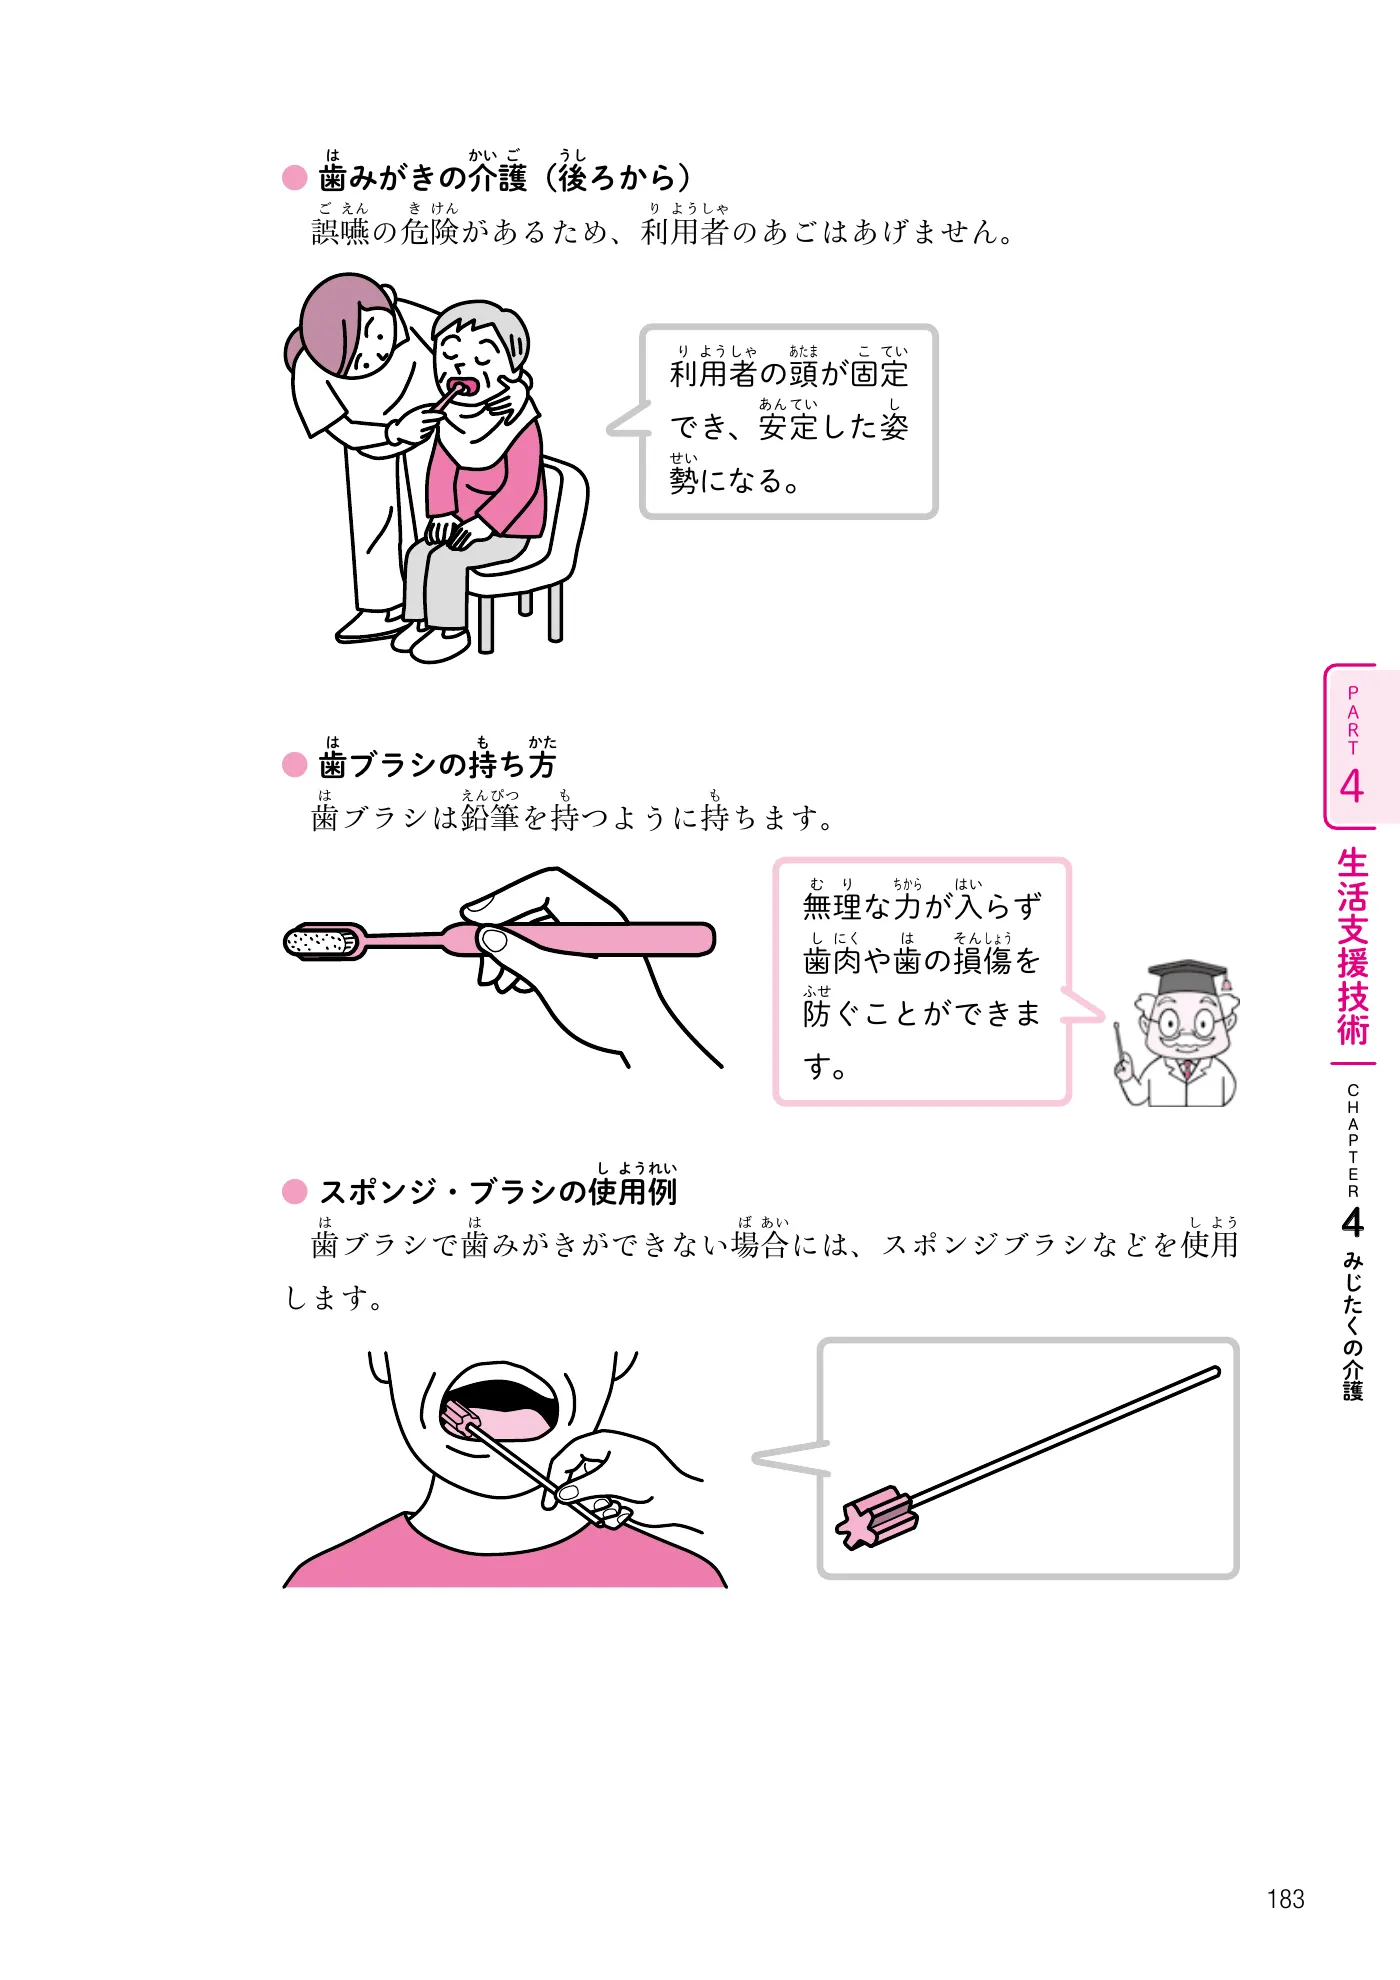 ● 歯みがきの介護（後ろから）
誤嚥の危険があるため、利用者のあごはあげません。
利用者の頭が固定
でき、安定した姿
勢になる。
● 歯ブラシの持ち方
歯ブラシは鉛筆を持つように持ちます。
無理な力が入らず
歯肉や歯の損傷を
防ぐことができま
す。
● スポンジ・ブラシの使用例
歯ブラシで歯みがきができない場合には、スポンジブラシなどを使用
します。
PART 4 生活支援技術
CHAPTER 4 みじたくの介護
183